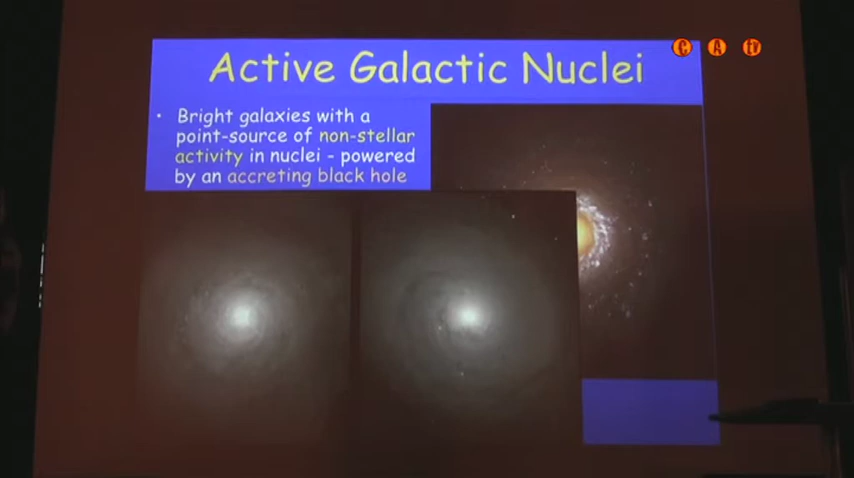 C A tv
Active Galactic Nuclei
• Bright galaxies with a
point-source of non-stellar
activity in nuclei - powered
by an accreting black hole